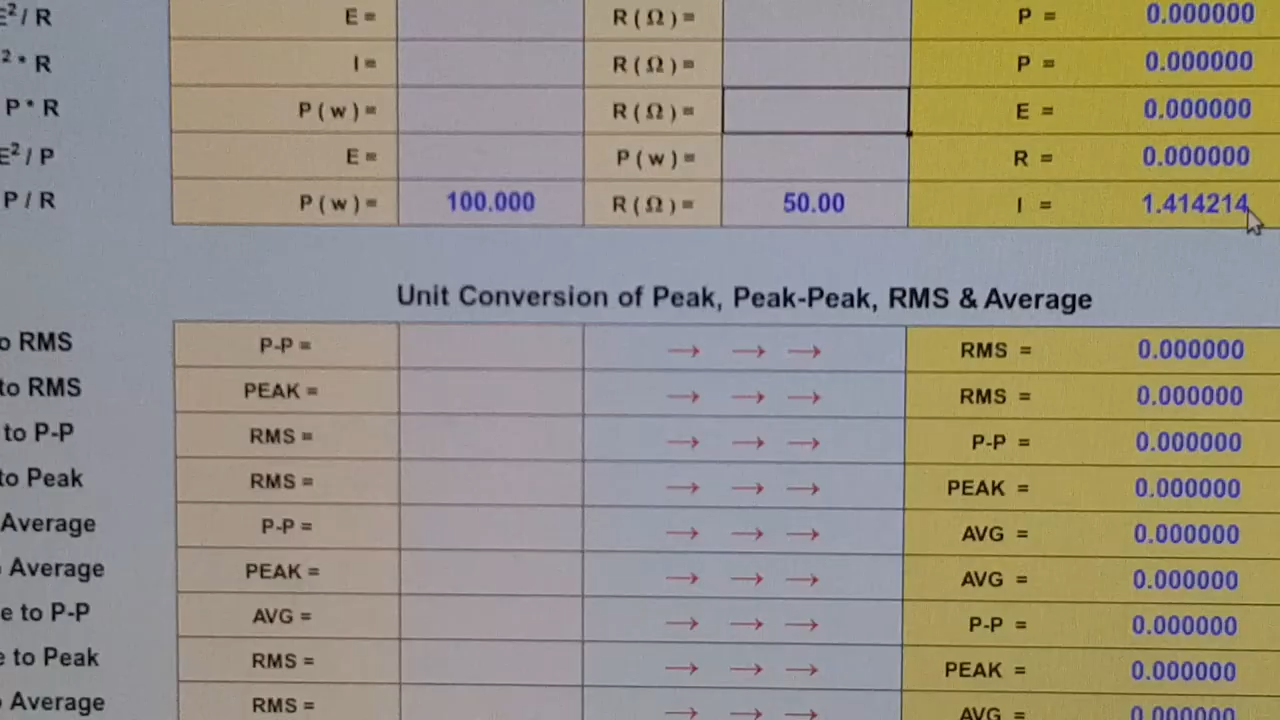 E²/ R E = R ( Ω ) = P = 0.000000
² * R I = R ( Ω ) = P = 0.000000
P * R P ( w ) = R ( Ω ) = E = 0.000000
E² / P E = P ( w ) = R = 0.000000
P / R P ( w ) = 100.000 R ( Ω ) = 50.00 I = 1.414214
Unit Conversion of Peak, Peak-Peak, RMS & Average
o RMS P-P = → → → RMS = 0.000000
to RMS PEAK = → → → RMS = 0.000000
to P-P RMS = → → → P-P = 0.000000
to Peak RMS = → → → PEAK = 0.000000
Average P-P = → → → AVG = 0.000000
Average PEAK = → → → AVG = 0.000000
e to P-P AVG = → → → P-P = 0.000000
e to Peak RMS = → → → PEAK = 0.000000
Average RMS = → → → AVG = 0.000000